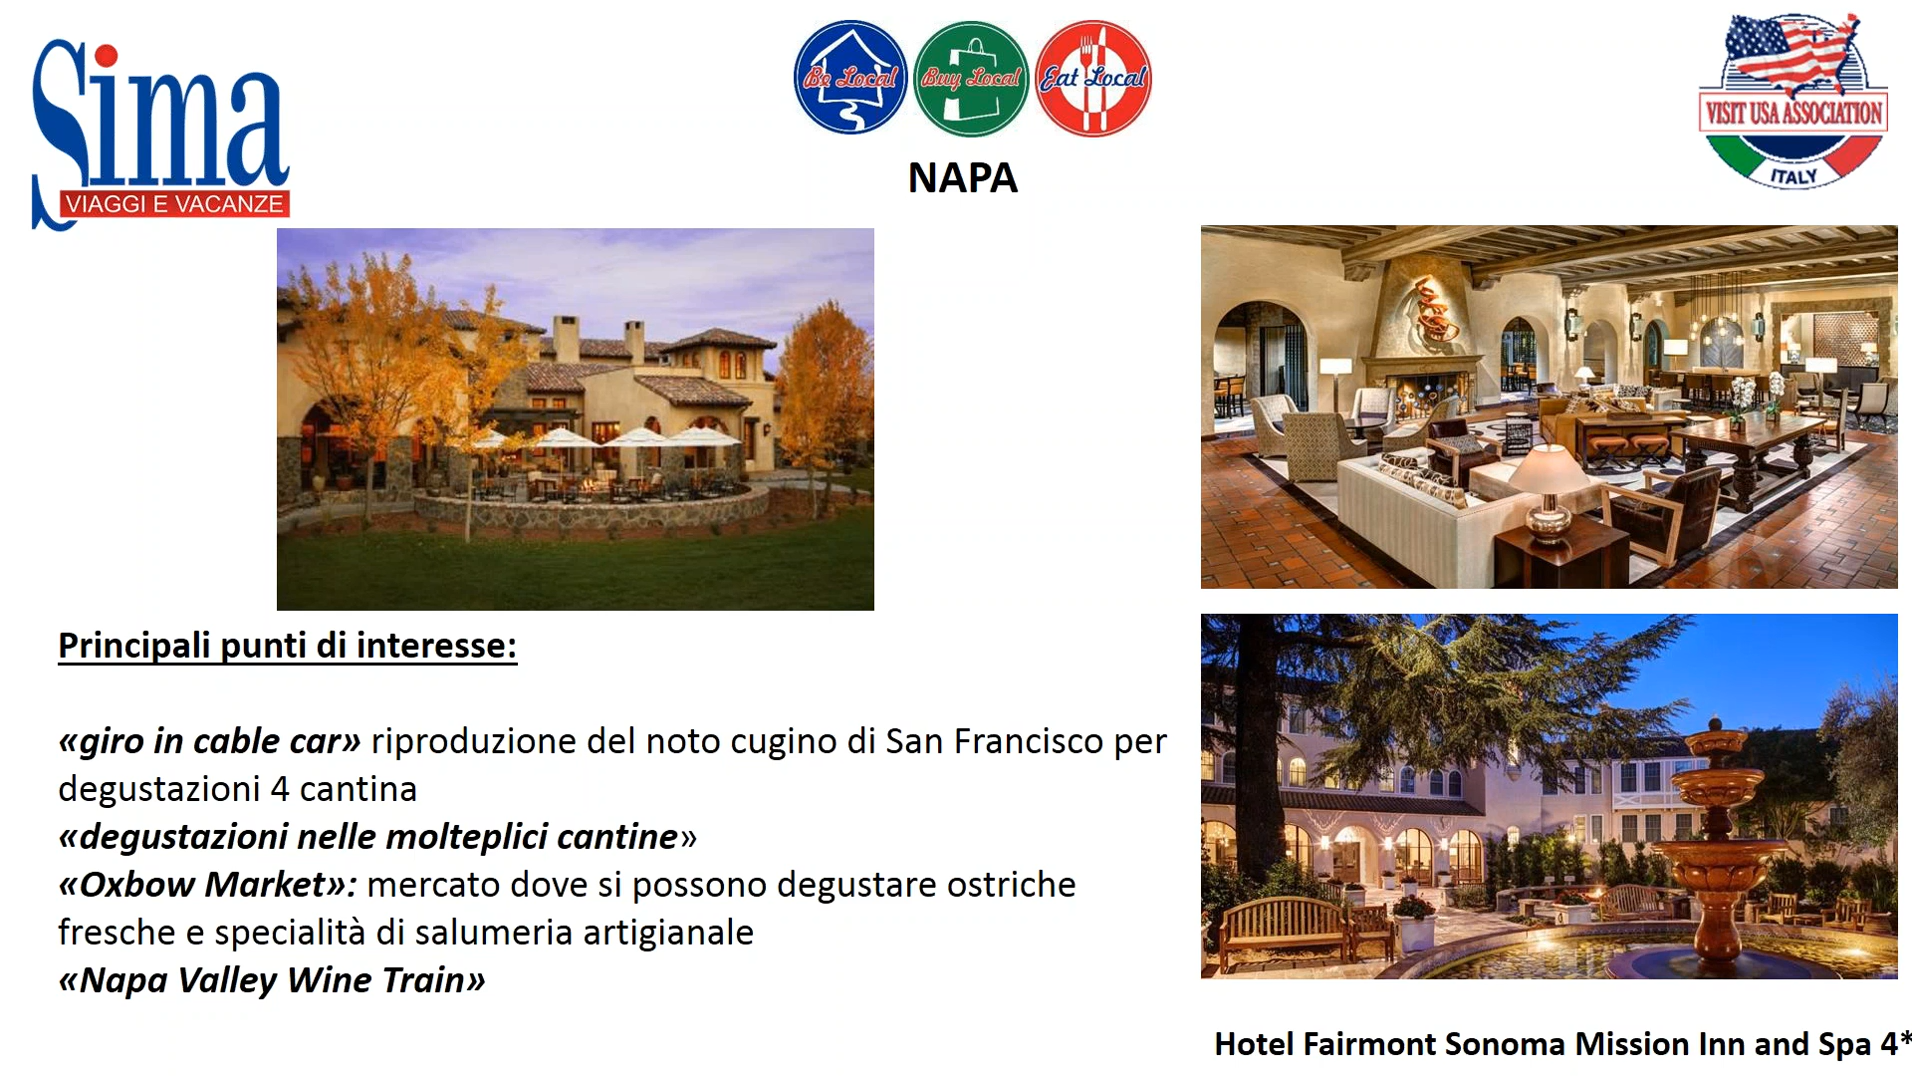 Sima
VIAGGI E VACANZE
Be Local
Buy Local
Eat Local
VISIT USA ASSOCIATION
ITALY
NAPA
Principali punti di interesse:
«giro in cable car» riproduzione del noto cugino di San Francisco per
degustazioni 4 cantina
«degustazioni nelle molteplici cantine»
«Oxbow Market»: mercato dove si possono degustare ostriche
fresche e specialità di salumeria artigianale
«Napa Valley Wine Train»
Hotel Fairmont Sonoma Mission Inn and Spa 4*